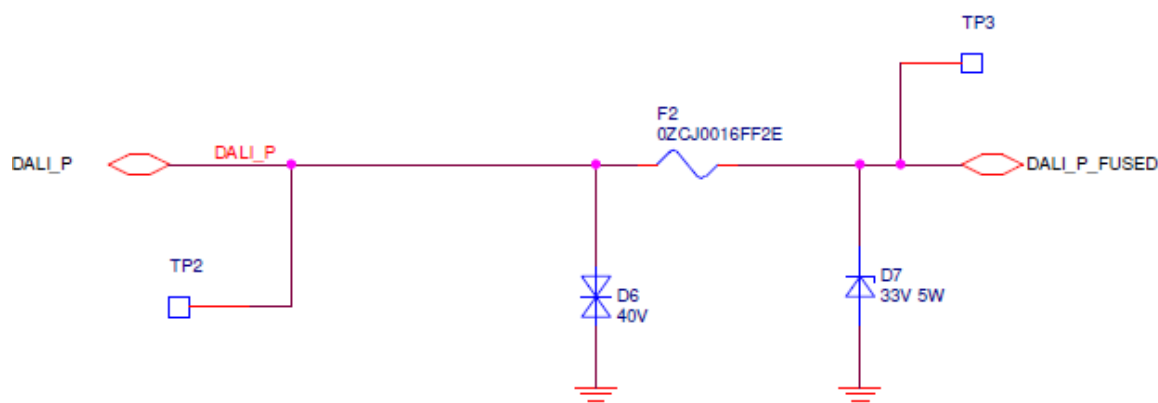 TP3
F2
0ZCJ0016FF2E
DALI_P
DALI_P
DALI_P_FUSED
TP2
D6
40V
D7
33V 5W